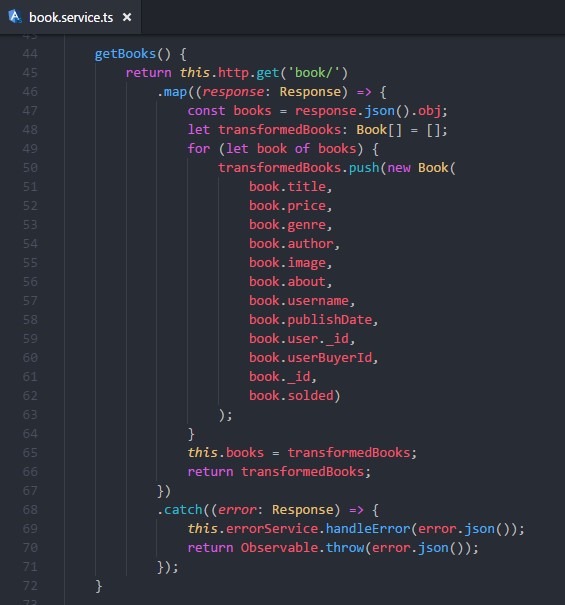 book.service.ts ×
43
44 getBooks() {
45 return this.http.get('book/')
46 .map((response: Response) => {
47 const books = response.json().obj;
48 let transformedBooks: Book[] = [];
49 for (let book of books) {
50 transformedBooks.push(new Book(
51 book.title,
52 book.price,
53 book.genre,
54 book.author,
55 book.image,
56 book.about,
57 book.username,
58 book.publishDate,
59 book.user._id,
60 book.userBuyerId,
61 book._id,
62 book.solded)
63 );
64 }
65 this.books = transformedBooks;
66 return transformedBooks;
67 })
68 .catch((error: Response) => {
69 this.errorService.handleError(error.json());
70 return Observable.throw(error.json());
71 });
72 }
73